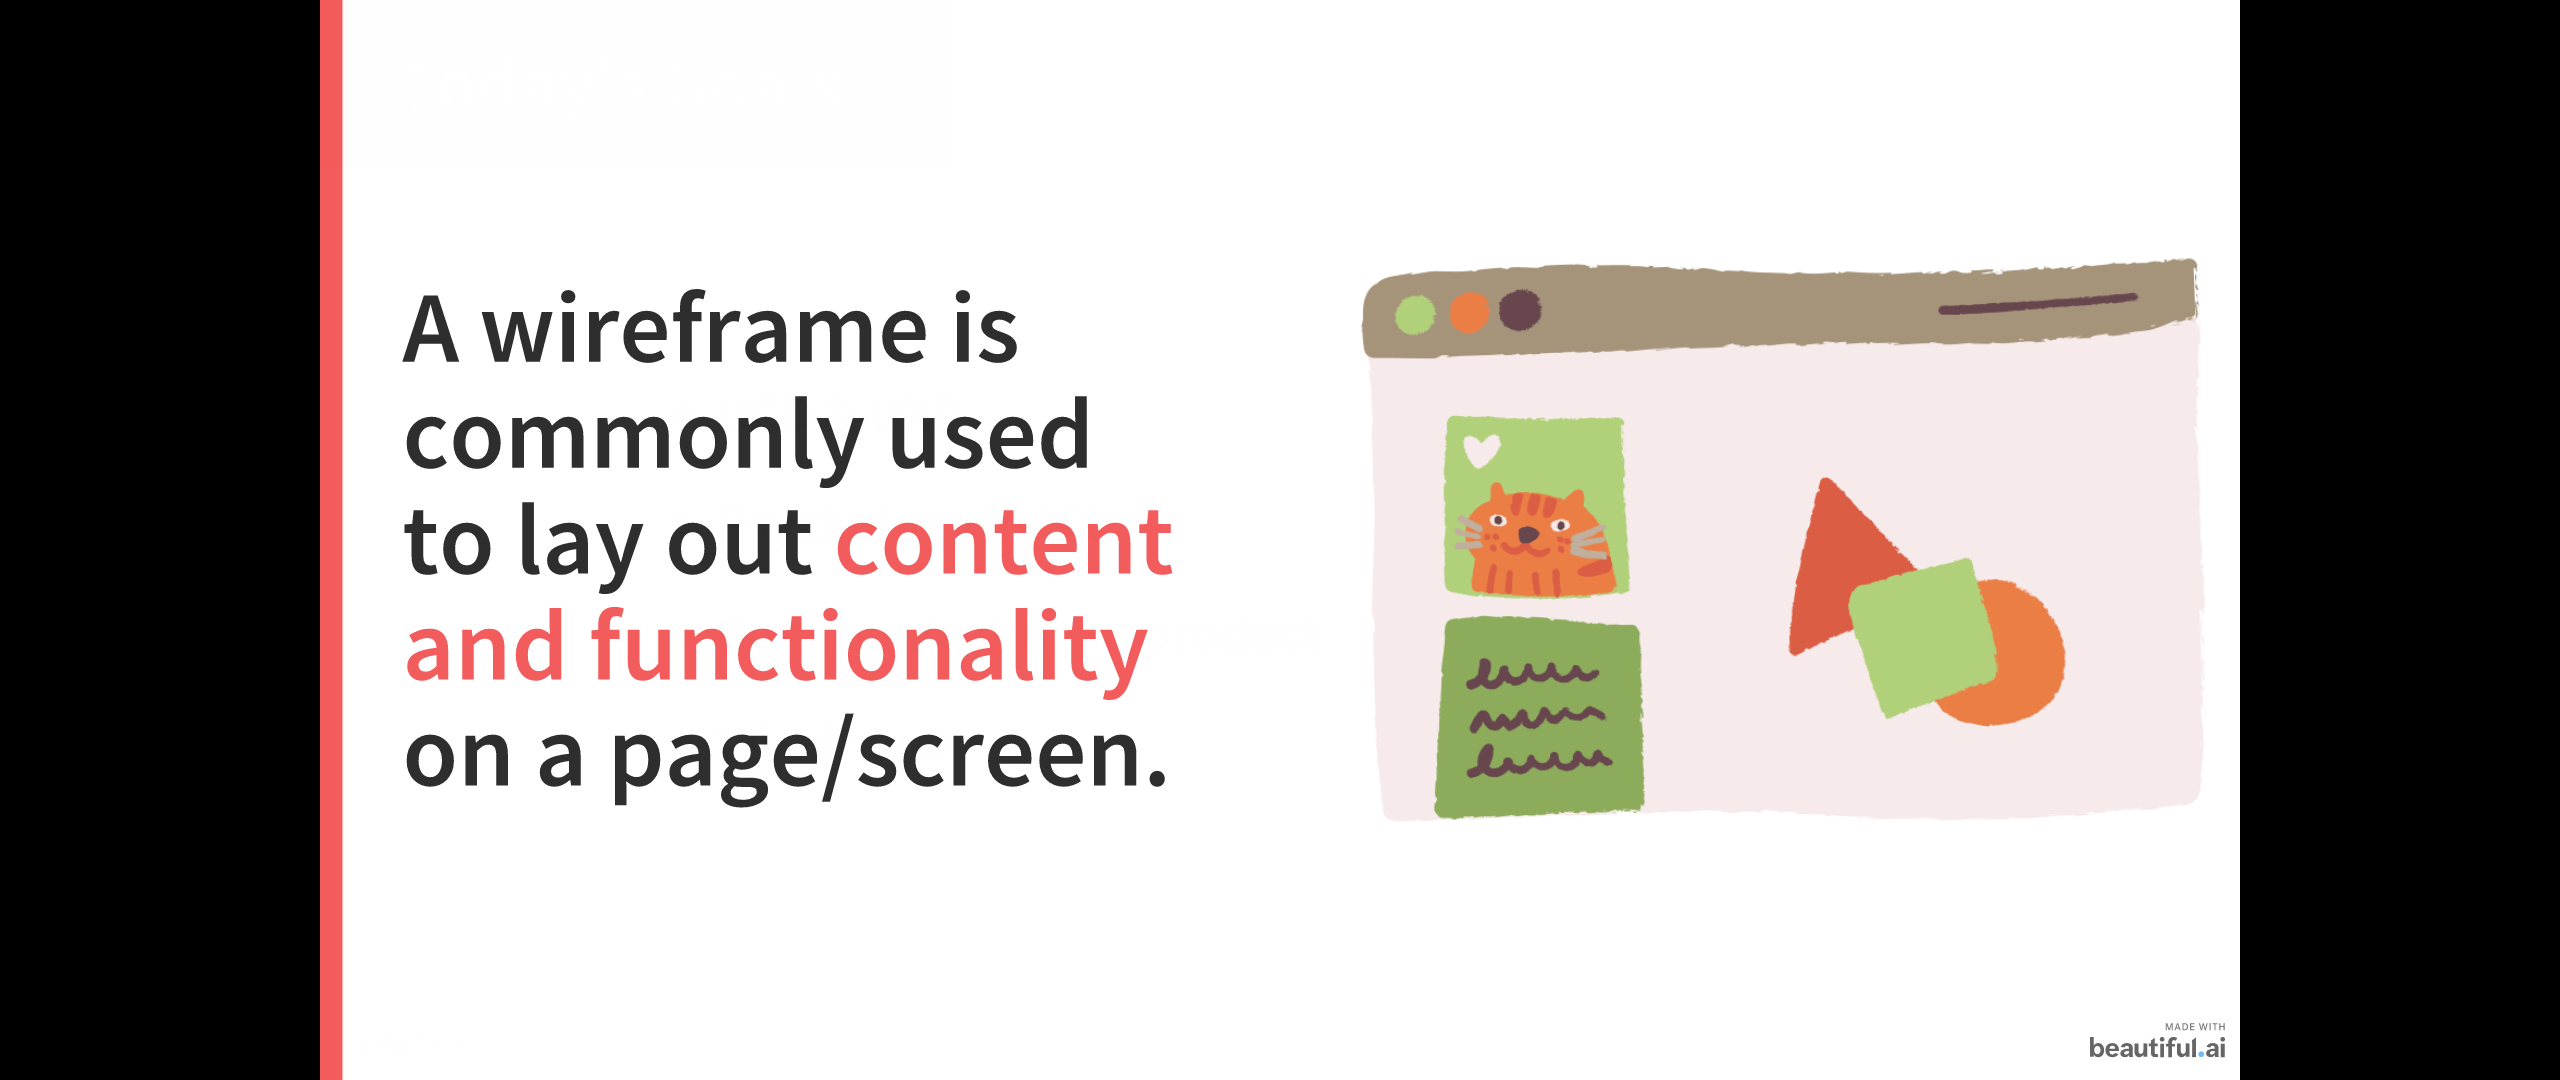 A wireframe is
commonly used
to lay out content
and functionality
on a page/screen.
MADE WITH
beautiful.ai